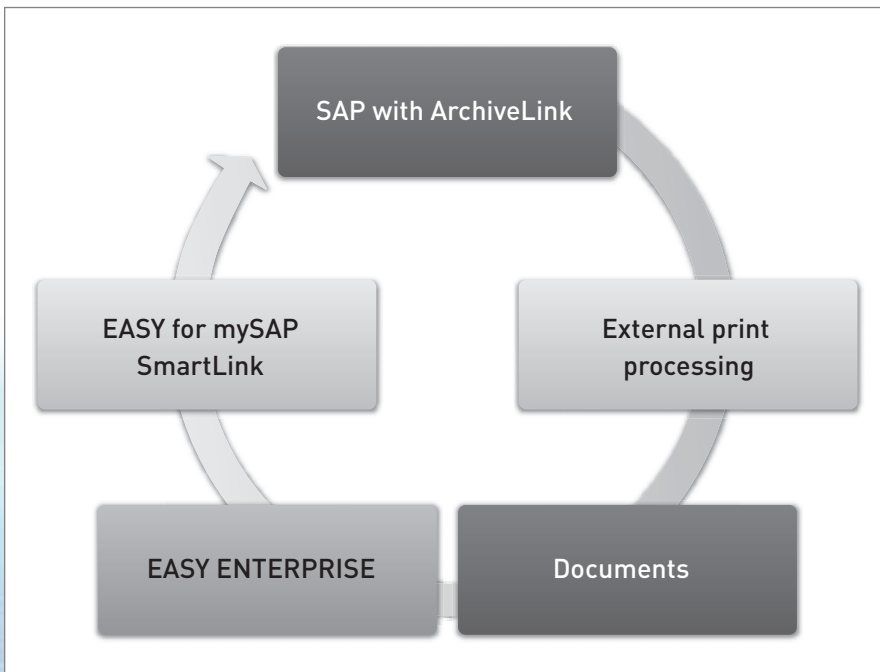 SAP with ArchiveLink
EASY for mySAP
SmartLink
External print
processing
EASY ENTERPRISE
Documents